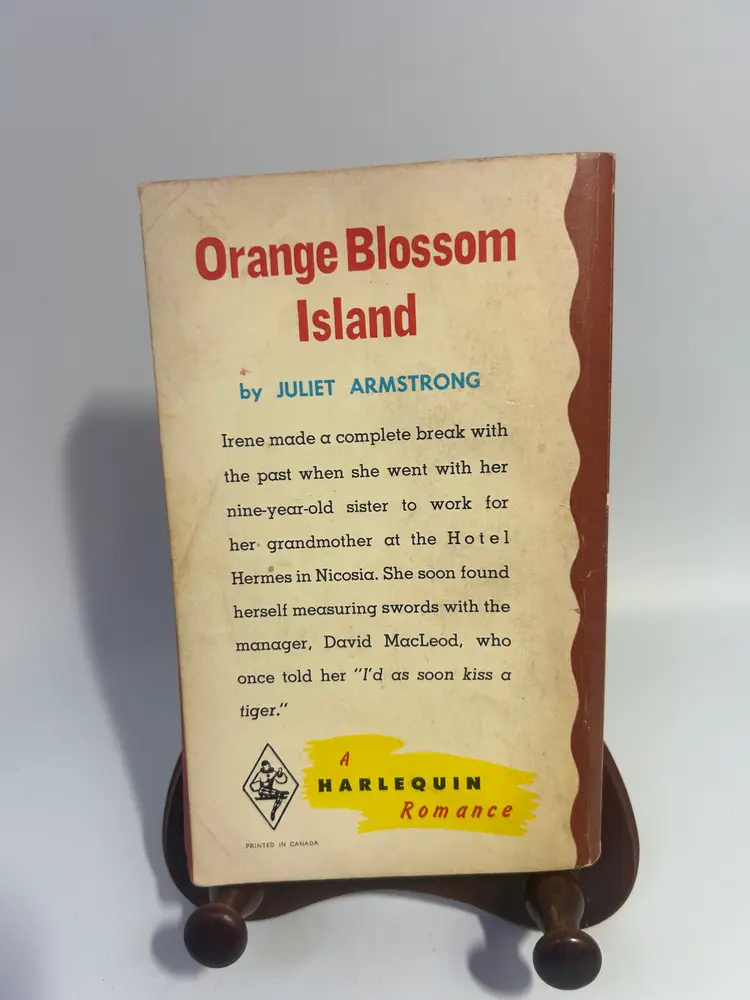 Orange Blossom
Island
by JULIET ARMSTRONG
Irene made a complete break with
the past when she went with her
nine-year-old sister to work for
her grandmother at the Hotel
Hermes in Nicosia. She soon found
herself measuring swords with the
manager, David MacLeod, who
once told her "I'd as soon kiss a
tiger."
A
HARLEQUIN
Romance
PRINTED IN CANADA